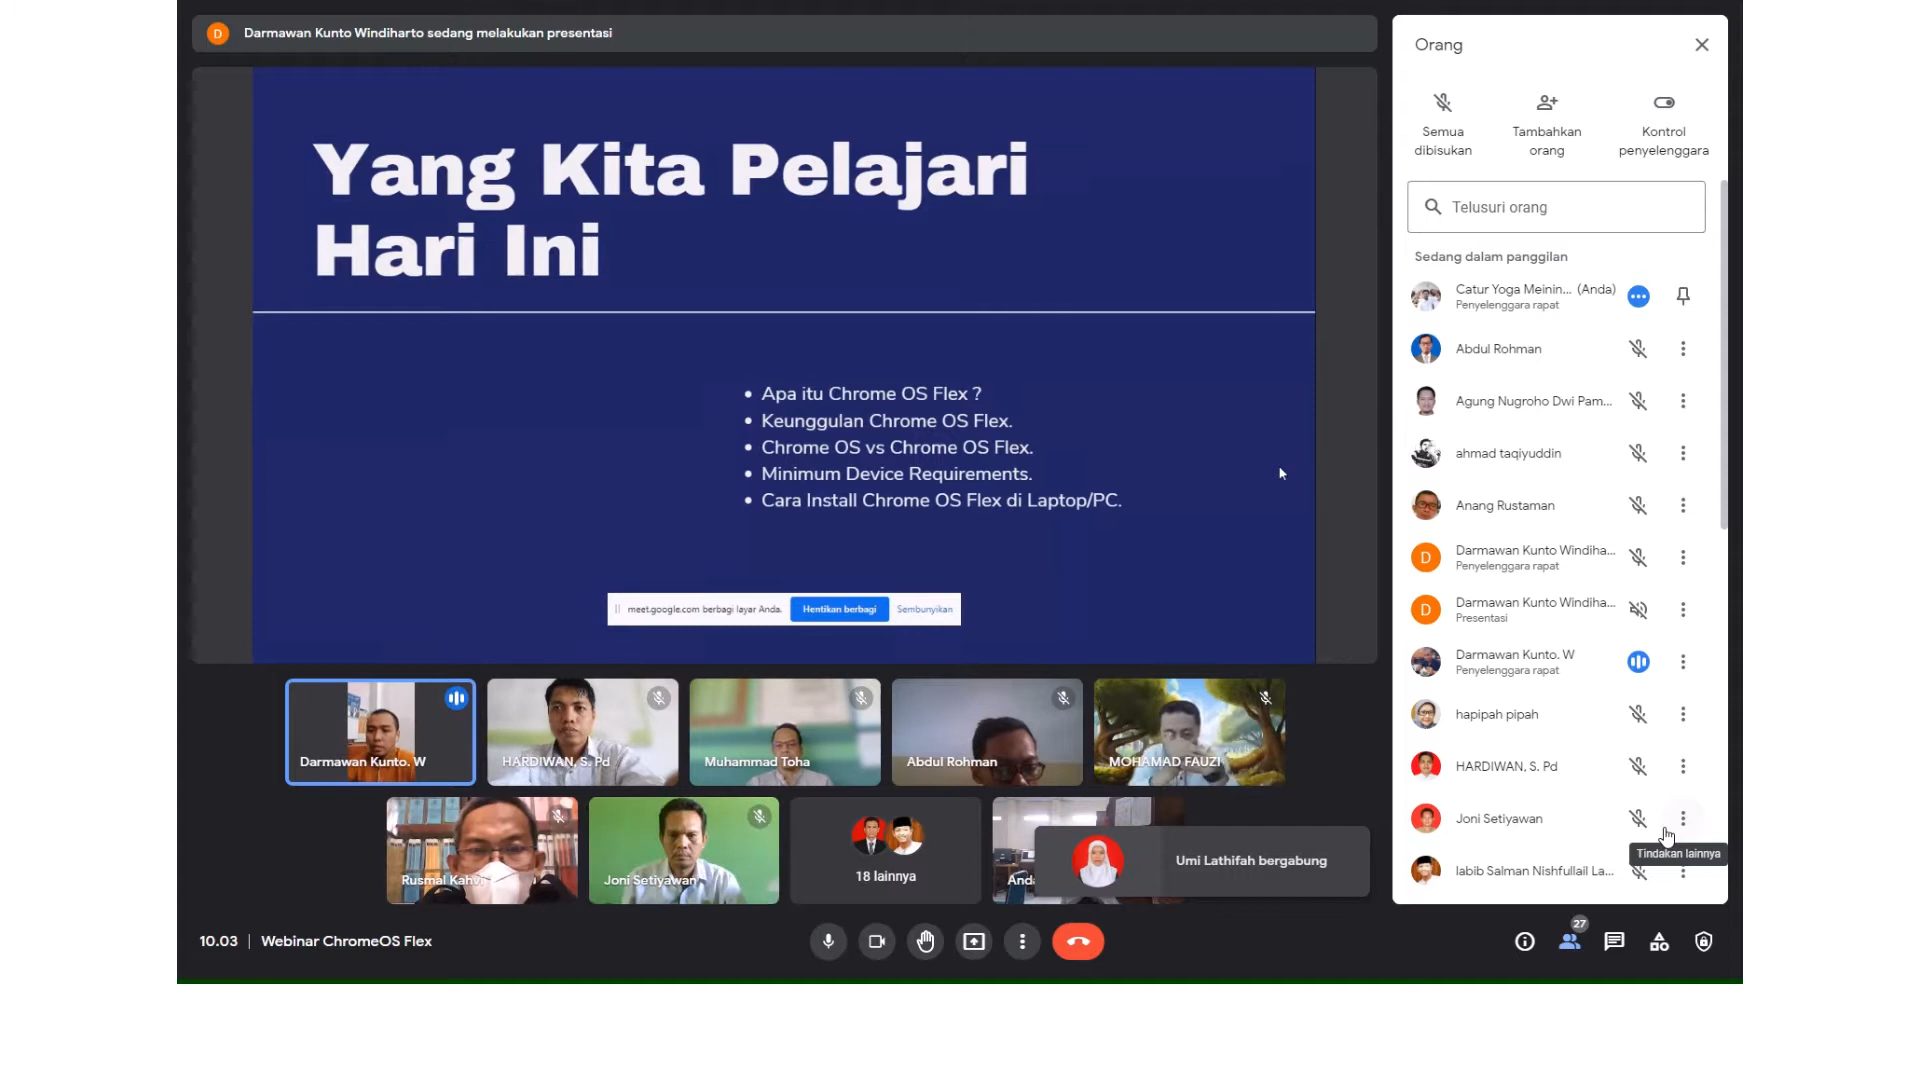 D
Darmawan Kunto Windiharto sedang melakukan presentasi
Yang Kita Pelajari
Hari Ini
Apa itu Chrome OS Flex ?
Keunggulan Chrome OS Flex.
Chrome OS vs Chrome OS Flex.
Minimum Device Requirements.
Cara Install Chrome OS Flex di Laptop/PC.
meet.google.com berbagi layar Anda.
Hentikan berbagi
Sembunyikan
Darmawan Kunto. W
HARDIWAN, S. Pd
Muhammad Toha
Abdul Rohman
MOHAMAD FAUZI
Rusmal Kahvi
Joni Setiyawan
18 lainnya
Anda
Umi Lathifah bergabung
10.03
Webinar ChromeOS Flex
27
Orang
Semua
dibisukan
Tambahkan
orang
Kontrol
penyelenggara
Telusuri orang
Sedang dalam panggilan
Catur Yoga Meinin... (Anda)
Penyelenggara rapat
Abdul Rohman
Agung Nugroho Dwi Pam...
ahmad taqiyuddin
Anang Rustaman
D
Darmawan Kunto Windiha...
Penyelenggara rapat
D
Darmawan Kunto Windiha...
Presentasi
Darmawan Kunto. W
Penyelenggara rapat
hapipah pipah
HARDIWAN, S. Pd
Joni Setiyawan
Tindakan lainnya
labib Salman Nishfullail La...